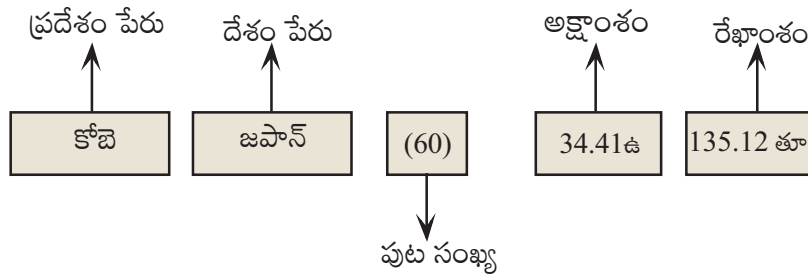 ప్రదేశం పేరు దేశం పేరు అక్షాంశం రేఖాంశం
కోబె జపాన్ (60) 34.41ఉ 135.12 తూ
పుట సంఖ్య